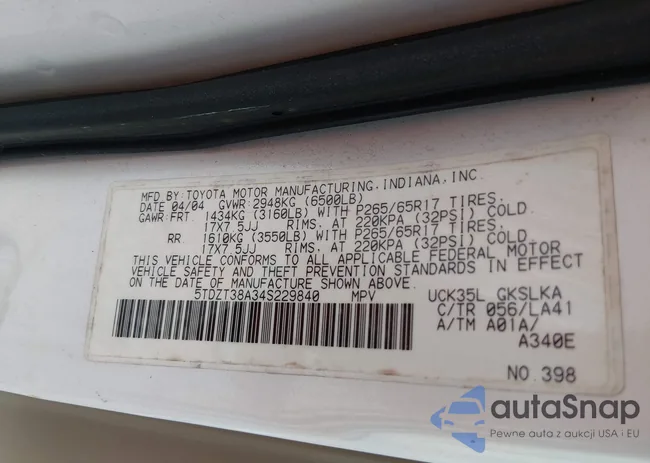 MFD.BY:TOYOTA MOTOR MANUFACTURING, INDIANA, INC.
DATE 04/04 GVWR:2948KG (6500LB)
GAWR:FRT. 1434KG (3160LB) WITH P265/65R17 TIRES.
17X7.5JJ RIMS. AT 220KPA (32PSI) COLD.
RR 1610KG (3550LB) WITH P265/65R17 TIRES.
17X7.5JJ RIMS. AT 220KPA (32PSI) COLD.
THIS VEHICLE CONFORMS TO ALL APPLICABLE FEDERAL MOTOR
VEHICLE SAFETY AND THEFT PREVENTION STANDARDS IN EFFECT
ON THE DATE OF MANUFACTURE SHOWN ABOVE.
5TDZT38A34S229840 MPV UCK35L GKSLKA
C/TR 056/LA41
A/TM A01A/
A340E
NO.398
autaSnap
Pewne auta z aukcji USA i EU